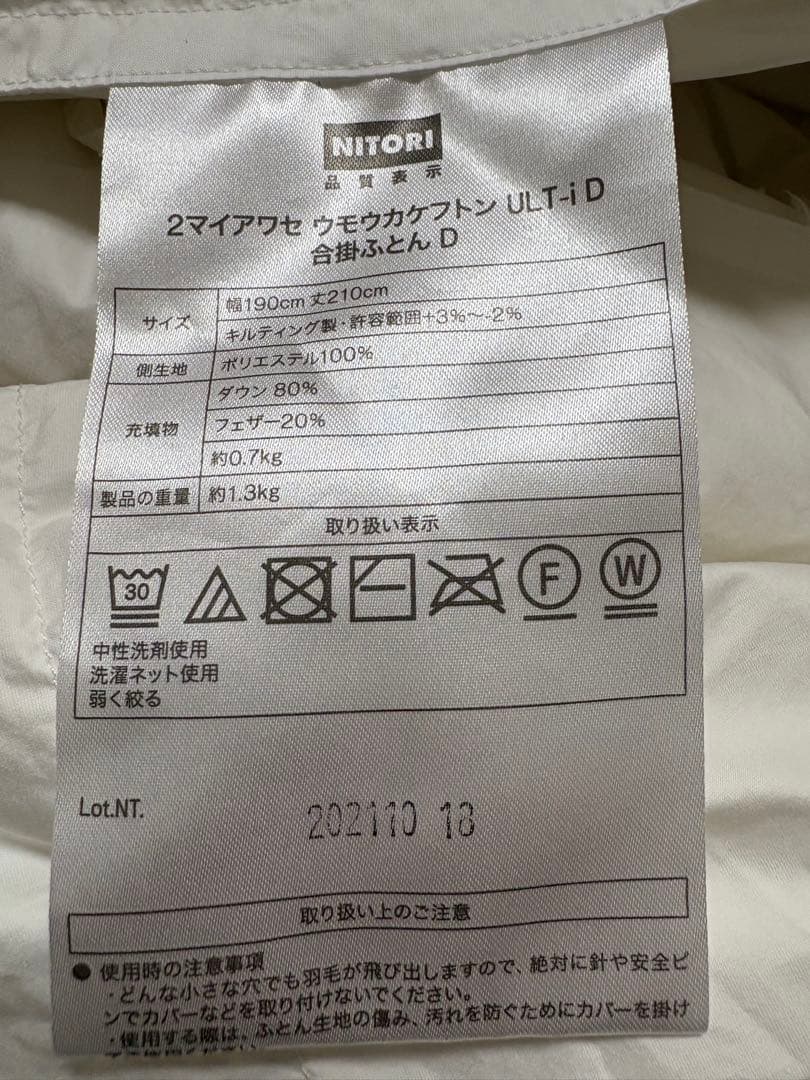 NITORI
品質表示
2マイアワセ ウモウカケフトン ULT-i D
合掛ふとん D
サイズ
幅190cm 丈210cm
キルティング製・許容範囲+3%〜-2%
側生地
ポリエステル100%
充填物
ダウン 80%
フェザー20%
約0.7kg
製品の重量
約1.3kg
取り扱い表示
30
F
W
中性洗剤使用
洗濯ネット使用
弱く絞る
Lot.NT.
202110 18
取り扱い上のご注意
● 使用時の注意事項
・どんな小さな穴でも羽毛が飛び出しますので、絶対に針や安全ピ
ンでカバーなどを取り付けないでください。
・使用する際は、ふとん生地の傷み、汚れを防ぐためにカバーを掛け